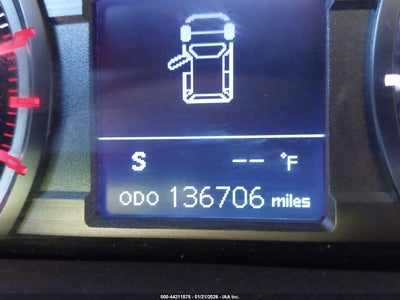 S -- °F
ODO 136706 miles
000-44211575 - 01/21/2026 - IAA Inc.